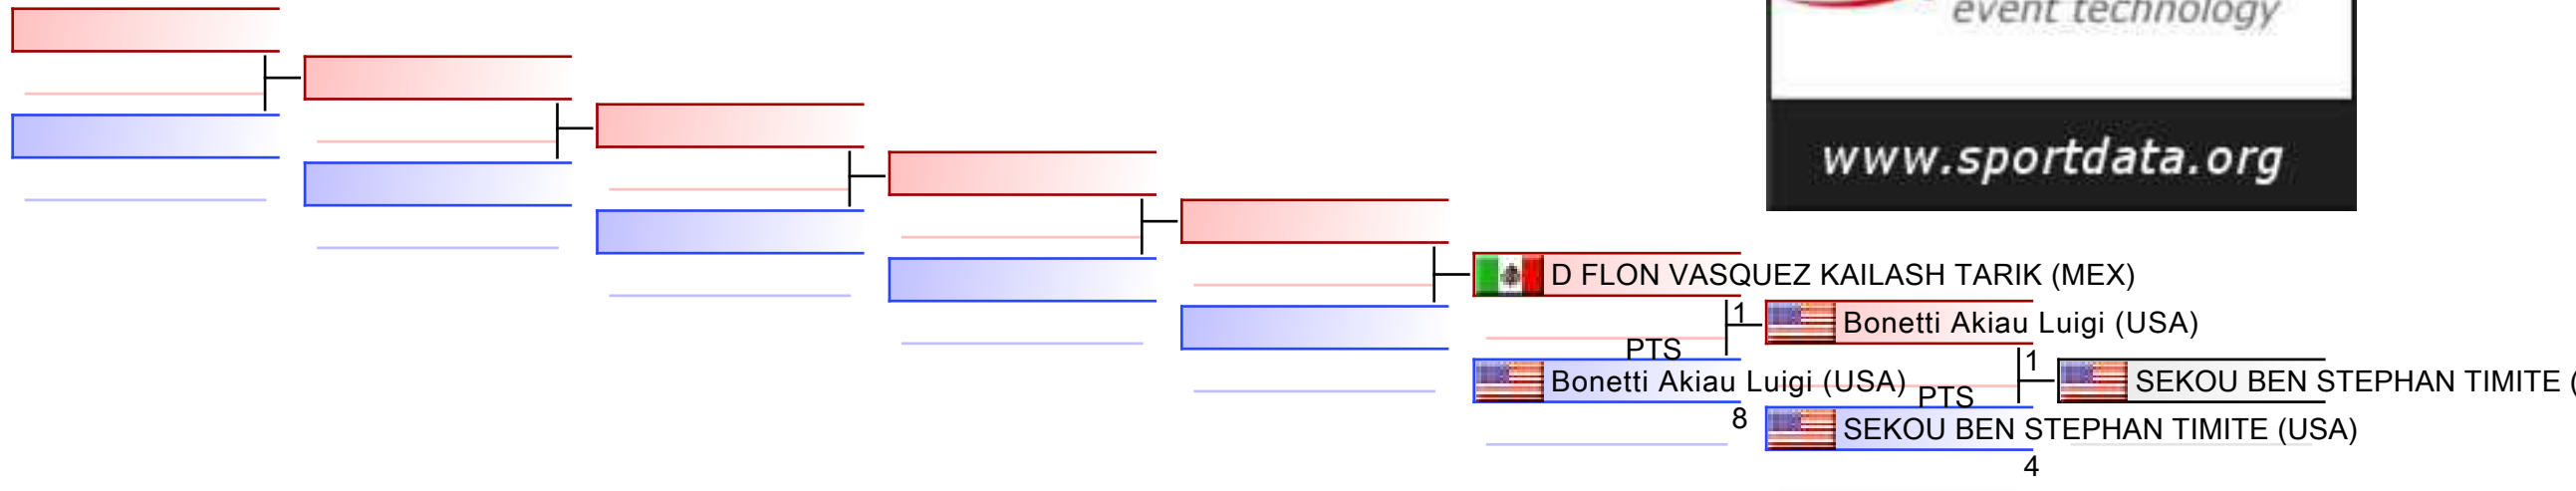 event technology
www.sportdata.org
D FLON VASQUEZ KAILASH TARIK (MEX)
1
Bonetti Akiau Luigi (USA)
PTS
1
Bonetti Akiau Luigi (USA)
SEKOU BEN STEPHAN TIMITE (
PTS
8
SEKOU BEN STEPHAN TIMITE (USA)
4